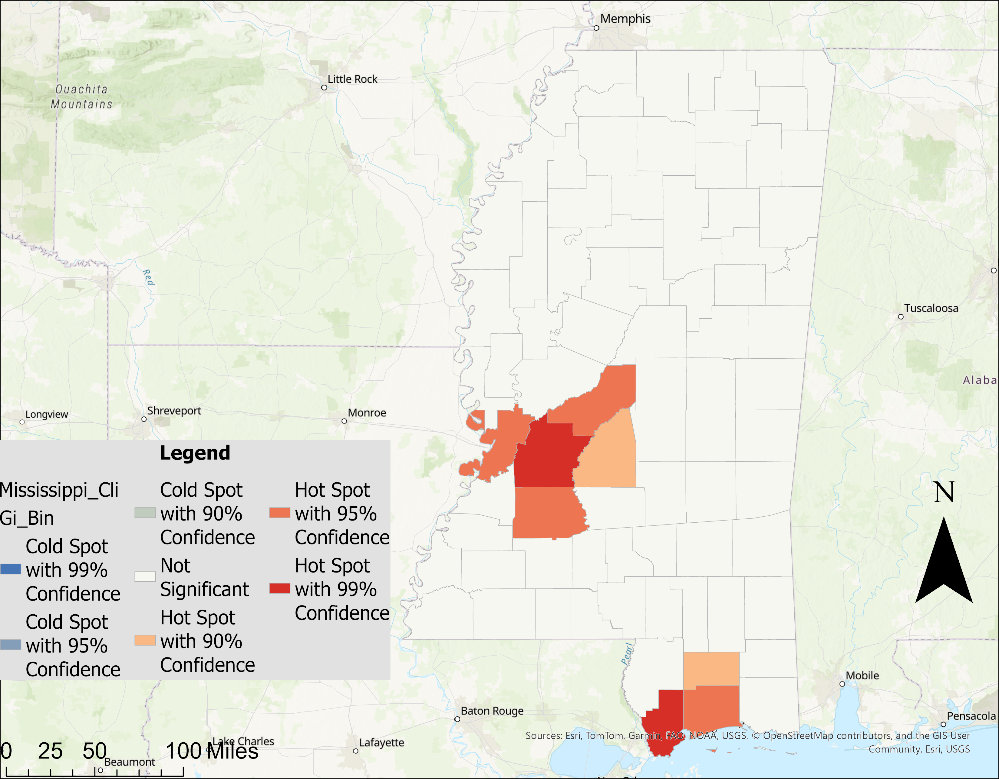 Memphis
Little Rock
Ouachita
Mountains
Red
Tuscaloosa
Alaba
Longview
Shreveport
Monroe
Legend
Mississippi_Cli
Gi_Bin
Cold Spot
with 99%
Confidence
Cold Spot
with 95%
Confidence
Cold Spot
with 90%
Confidence
Not
Significant
Hot Spot
with 90%
Confidence
Hot Spot
with 95%
Confidence
Hot Spot
with 99%
Confidence
N
Pearl
Mobile
Baton Rouge
Pensacola
Sources: Esri, TomTom, Garmin, FAO, NOAA, USGS, © OpenStreetMap contributors, and the GIS User
Community, Esri, USGS
Lake Charles
Lafayette
0 25 50 100 Miles
Beaumont